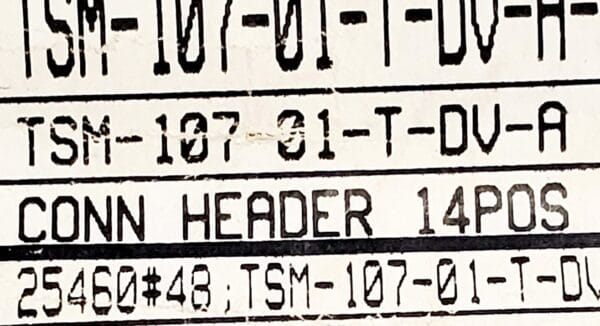 TSM-107-01-T-DV-A-
TSM-107-01-T-DV-A
CONN HEADER 14POS
25460#48;TSM-107-01-T-DV